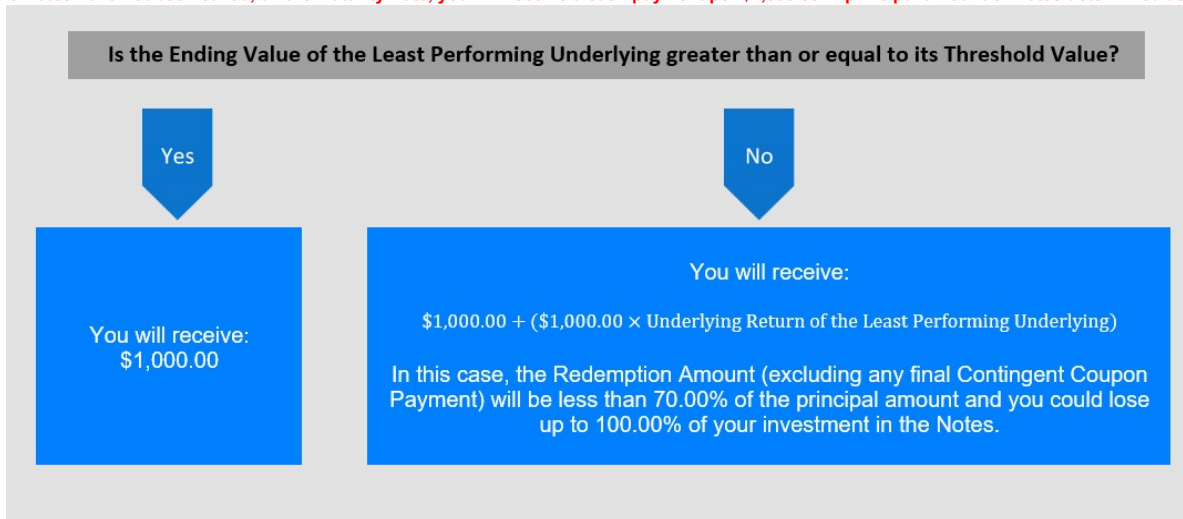 Is the Ending Value of the Least Performing Underlying greater than or equal to its Threshold Value?
Yes
No
You will receive:
$1,000.00
You will receive:
$1,000.00 + ($1,000.00 × Underlying Return of the Least Performing Underlying)
In this case, the Redemption Amount (excluding any final Contingent Coupon
Payment) will be less than 70.00% of the principal amount and you could lose
up to 100.00% of your investment in the Notes.